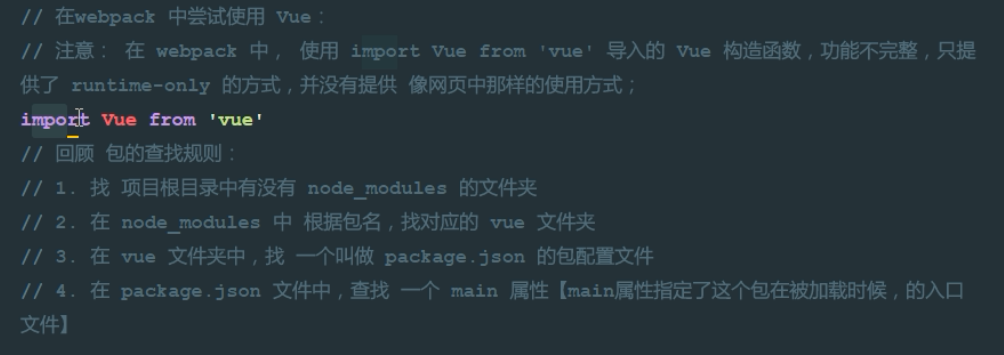 // 在webpack 中尝试使用 Vue：
// 注意： 在 webpack 中， 使用 import Vue from 'vue' 导入的 Vue 构造函数，功能不完整，只提
供了 runtime-only 的方式，并没有提供 像网页中那样的使用方式；
import Vue from 'vue'
// 回顾 包的查找规则：
// 1. 找 项目根目录中有没有 node_modules 的文件夹
// 2. 在 node_modules 中 根据包名，找对应的 vue 文件夹
// 3. 在 vue 文件夹中，找 一个叫做 package.json 的包配置文件
// 4. 在 package.json 文件中，查找 一个 main 属性【main属性指定了这个包在被加载时候，的入口
文件】